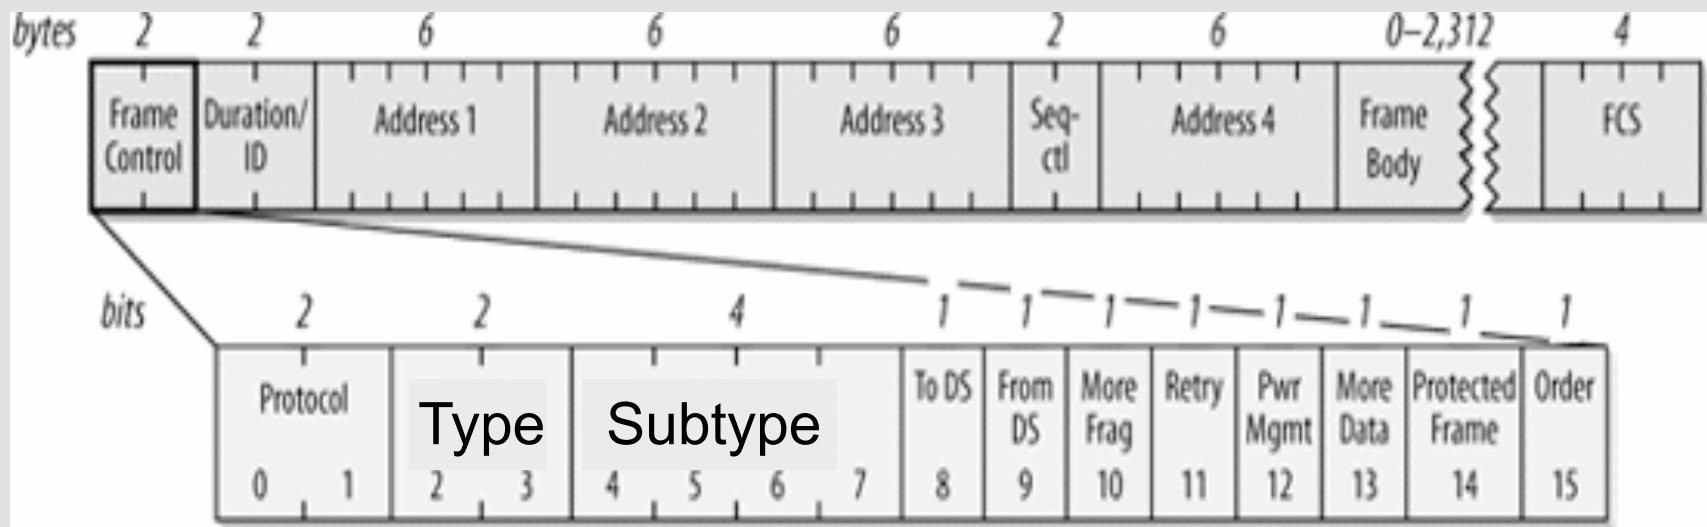 bytes 2 2 6 6 6 2 6 0–2,312 4
Frame Control
Duration/ ID
Address 1
Address 2
Address 3
Seq- ctl
Address 4
Frame Body
FCS
bits 2 2 4 1 1 1 1 1 1 1 1
Protocol
Type
Subtype
To DS
From DS
More Frag
Retry
Pwr Mgmt
More Data
Protected Frame
Order
0 1 2 3 4 5 6 7 8 9 10 11 12 13 14 15